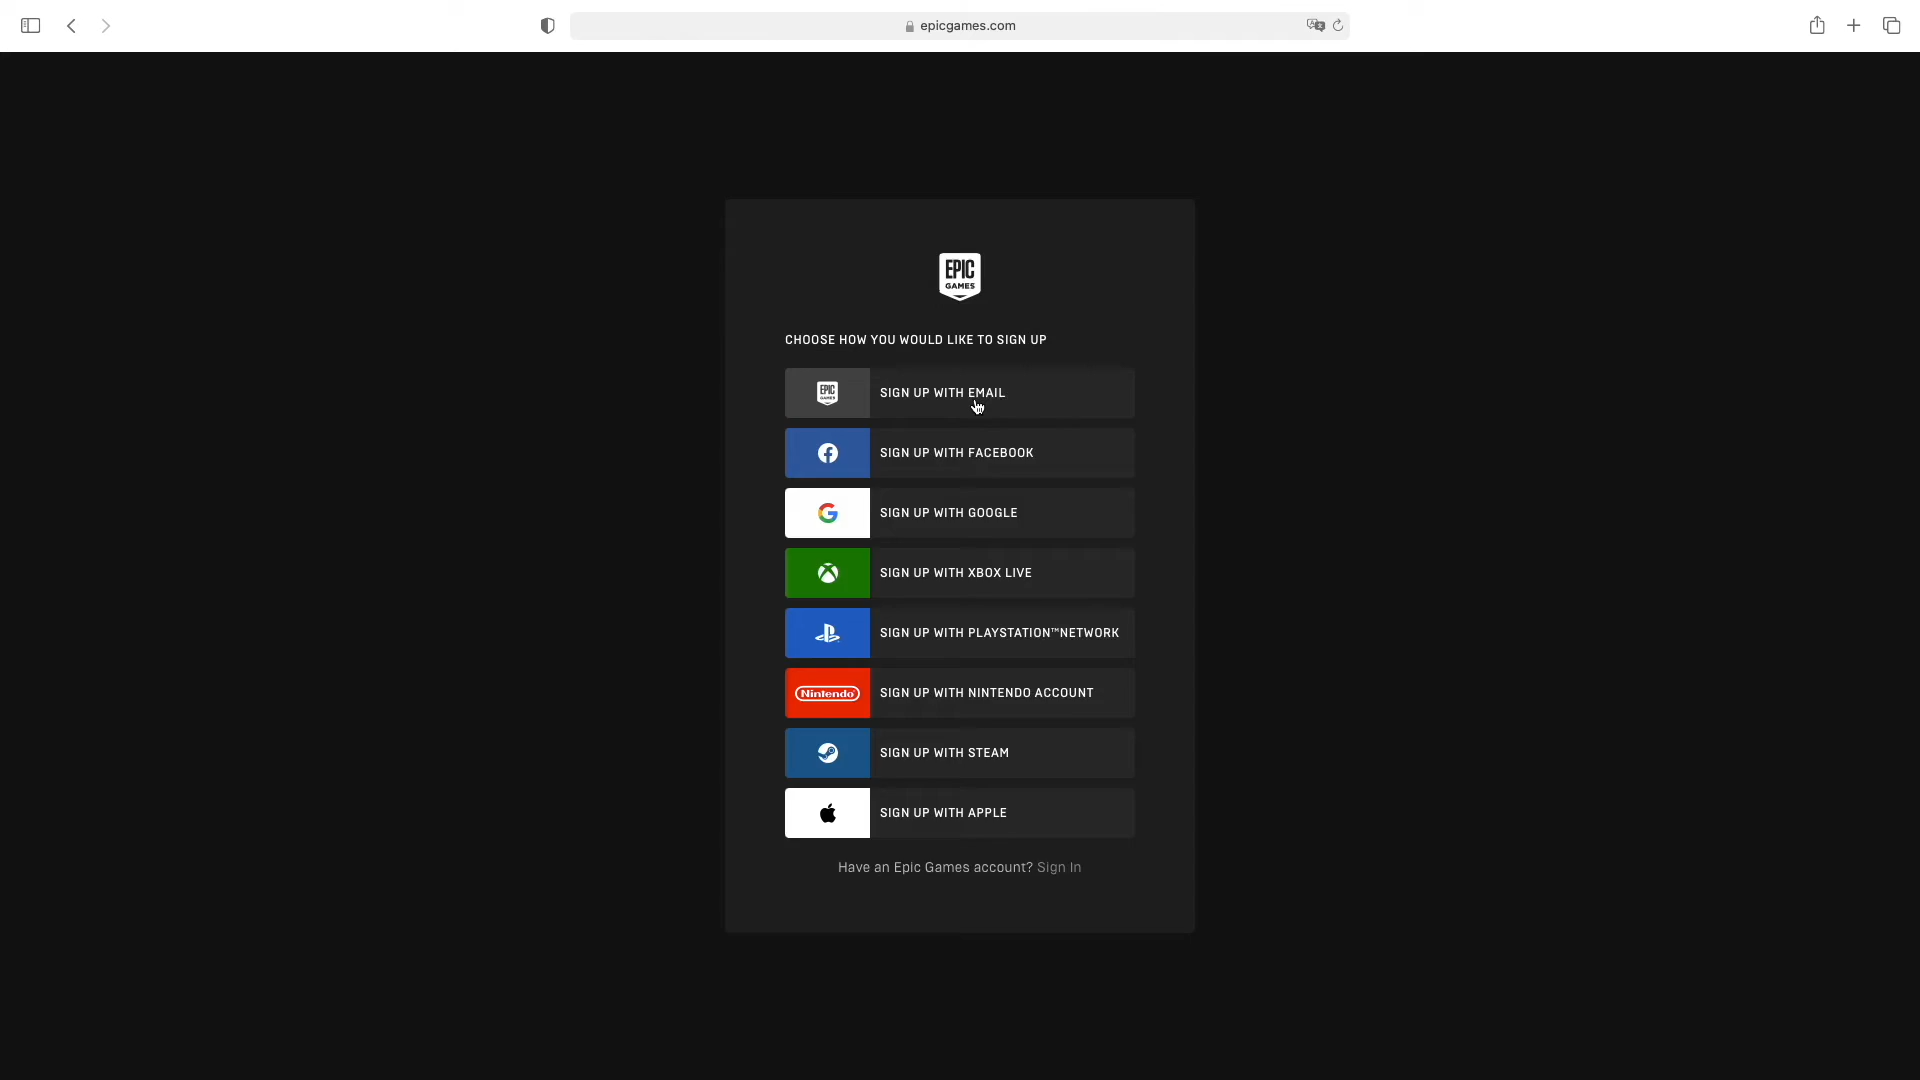 epicgames.com
EPIC
GAMES
CHOOSE HOW YOU WOULD LIKE TO SIGN UP
EPIC
GAMES
SIGN UP WITH EMAIL
SIGN UP WITH FACEBOOK
SIGN UP WITH GOOGLE
SIGN UP WITH XBOX LIVE
SIGN UP WITH PLAYSTATION™NETWORK
Nintendo
SIGN UP WITH NINTENDO ACCOUNT
SIGN UP WITH STEAM
SIGN UP WITH APPLE
Have an Epic Games account? Sign In